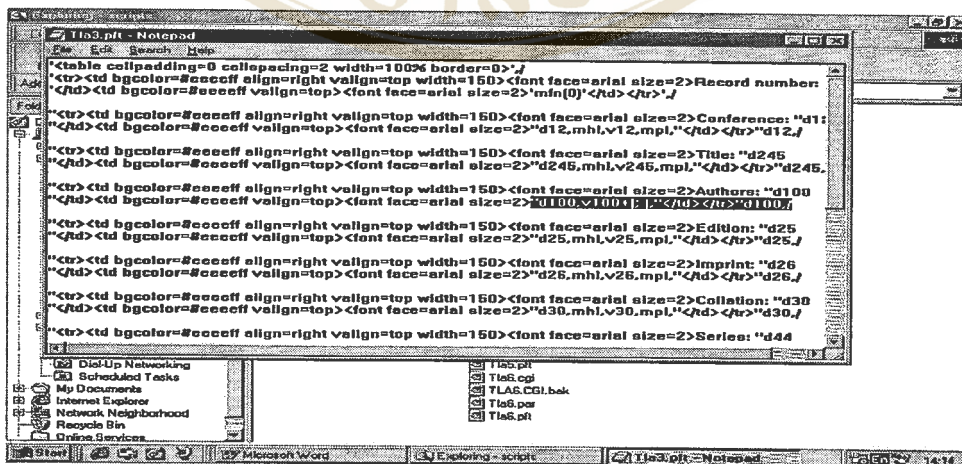 Exploring - scripts
Tla3.pft - Notepad
File Edit Search Help
'<table cellpadding=0 cellspacing=2 width=100% border=0>',/
'<tr><td bgcolor=#eeeeff align=right valign=top width=150><font face=arial size=2>Record number:
'</td><td bgcolor=#eeeeff valign=top><font face=arial size=2>'mfn(0)'</td></tr>',/
"<tr><td bgcolor=#eeeeff align=right valign=top width=150><font face=arial size=2>Conference: "d1
"</td><td bgcolor=#eeeeff valign=top><font face=arial size=2>"d12,mhl,v12,mpl,"</td></tr>"d12,/
"<tr><td bgcolor=#eeeeff align=right valign=top width=150><font face=arial size=2>Title: "d245
"</td><td bgcolor=#eeeeff valign=top><font face=arial size=2>"d245,mhl,v245,mpl,"</td></tr>"d245,
"<tr><td bgcolor=#eeeeff align=right valign=top width=150><font face=arial size=2>Authors: "d100
"</td><td bgcolor=#eeeeff valign=top><font face=arial size=2>"d100,v100+|; |,"</td></tr>"d100,/
"<tr><td bgcolor=#eeeeff align=right valign=top width=150><font face=arial size=2>Edition: "d25
"</td><td bgcolor=#eeeeff valign=top><font face=arial size=2>"d25,mhl,v25,mpl,"</td></tr>"d25,/
"<tr><td bgcolor=#eeeeff align=right valign=top width=150><font face=arial size=2>Imprint: "d26
"</td><td bgcolor=#eeeeff valign=top><font face=arial size=2>"d26,mhl,v26,mpl,"</td></tr>"d26,/
"<tr><td bgcolor=#eeeeff align=right valign=top width=150><font face=arial size=2>Collation: "d30
"</td><td bgcolor=#eeeeff valign=top><font face=arial size=2>"d30,mhl,v30,mpl,"</td></tr>"d30,/
"<tr><td bgcolor=#eeeeff align=right valign=top width=150><font face=arial size=2>Series: "d44
Dial-Up Networking
Scheduled Tasks
My Documents
Internet Explorer
Network Neighborhood
Recycle Bin
Online Services
Tla5.pft
Tla6.cgi
TLA6.CGI.bak
Tla6.par
Tla6.pft
Start
Microsoft Word
Exploring - scripts
Tla3.pft - Notepad
En
14:14